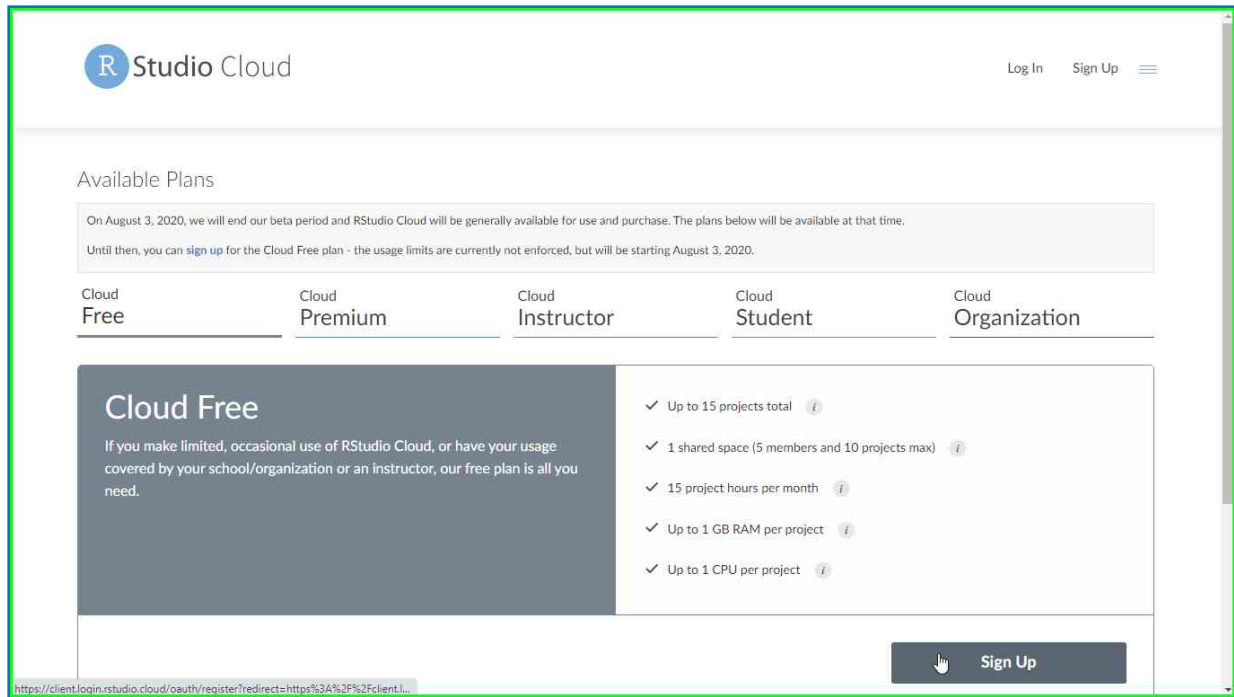 R Studio Cloud
Log In Sign Up
Available Plans
On August 3, 2020, we will end our beta period and RStudio Cloud will be generally available for use and purchase. The plans below will be available at that time.
Until then, you can sign up for the Cloud Free plan - the usage limits are currently not enforced, but will be starting August 3, 2020.
Cloud Free
Cloud Premium
Cloud Instructor
Cloud Student
Cloud Organization
Cloud Free
If you make limited, occasional use of RStudio Cloud, or have your usage
covered by your school/organization or an instructor, our free plan is all you
need.
Up to 15 projects total i
1 shared space (5 members and 10 projects max) i
15 project hours per month i
Up to 1 GB RAM per project i
Up to 1 CPU per project i
Sign Up
https://client.login.rstudio.cloud/oauth/register?redirect=https%3A%2F%2Fclient.l...